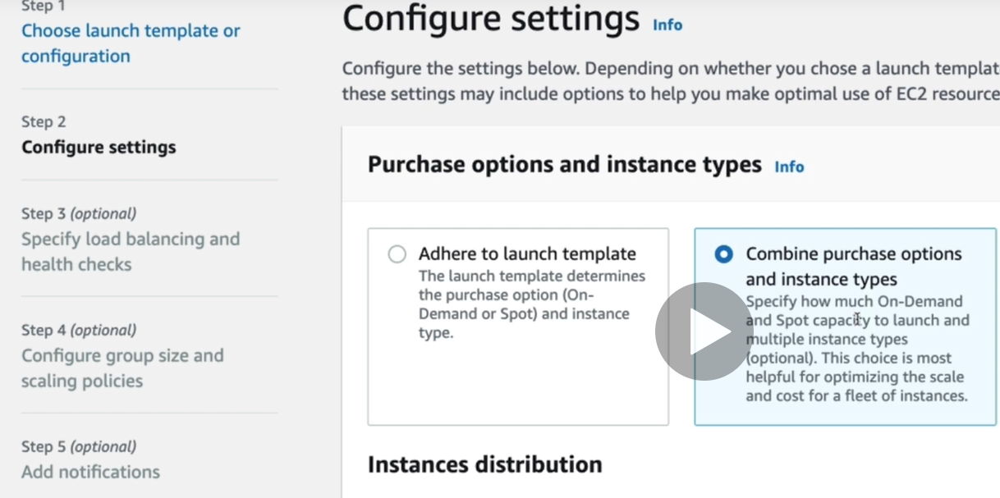 Step 1
Choose launch template or
configuration
Step 2
Configure settings
Step 3 (optional)
Specify load balancing and
health checks
Step 4 (optional)
Configure group size and
scaling policies
Step 5 (optional)
Add notifications
Configure settings Info
Configure the settings below. Depending on whether you chose a launch templat
these settings may include options to help you make optimal use of EC2 resource
Purchase options and instance types Info
Adhere to launch template
The launch template determines
the purchase option (On-
Demand or Spot) and instance
type.
Combine purchase options
and instance types
Specify how much On-Demand
and Spot capacity to launch and
multiple instance types
(optional). This choice is most
helpful for optimizing the scale
and cost for a fleet of instances.
Instances distribution